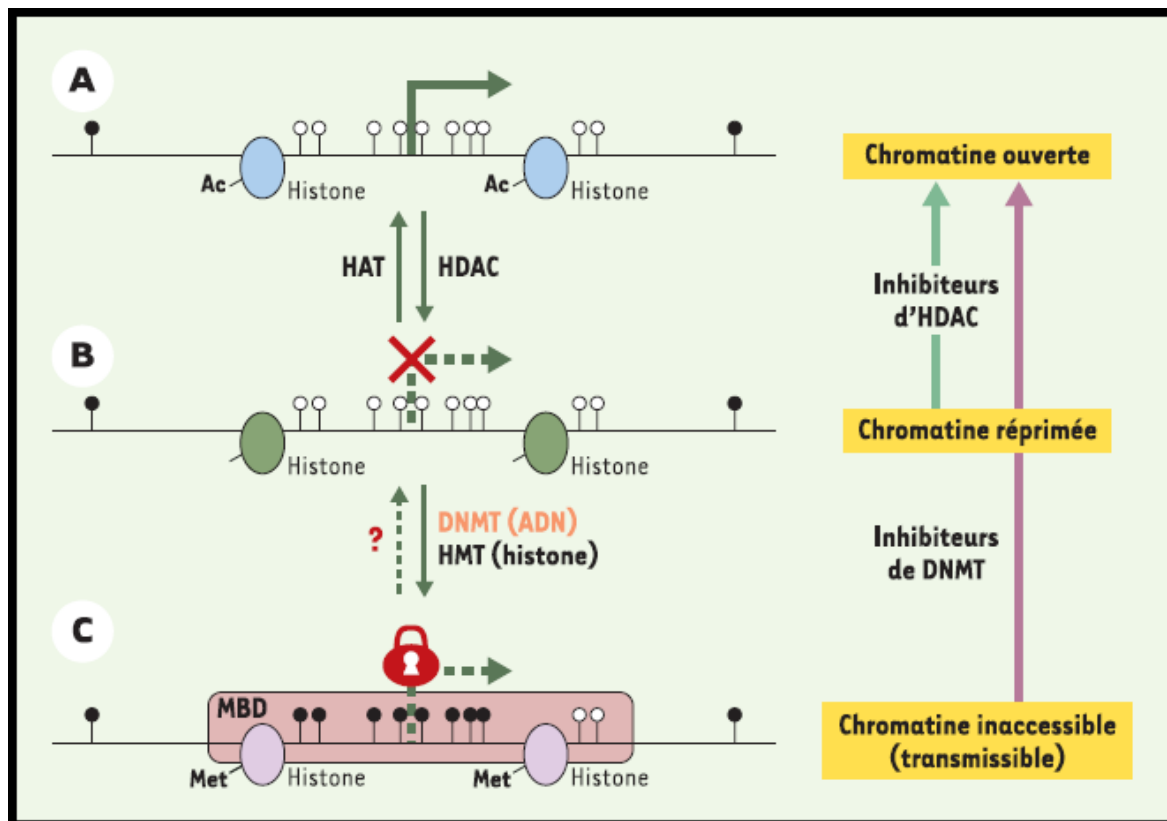 A
Ac
Histone
Ac
Histone
Chromatine ouverte
HAT
HDAC
Inhibiteurs
d'HDAC
B
Histone
Histone
Chromatine réprimée
?
DNMT (ADN)
HMT (histone)
Inhibiteurs
de DNMT
C
MBD
Met
Histone
Met
Histone
Chromatine inaccessible
(transmissible)